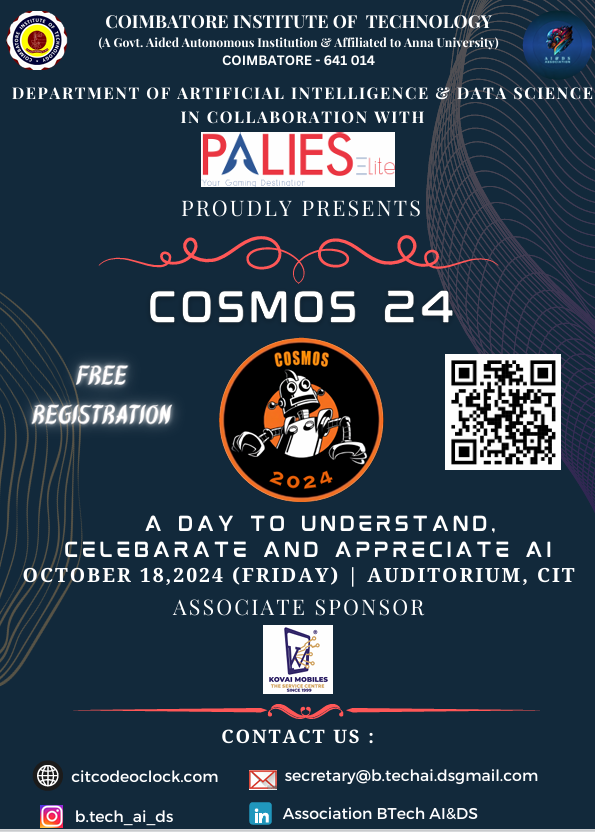 COIMBATORE INSTITUTE OF TECHNOLOGY
(A Govt. Aided Autonomous Institution & Affiliated to Anna University)
COIMBATORE - 641 014
DEPARTMENT OF ARTIFICIAL INTELLIGENCE & DATA SCIENCE
IN COLLABORATION WITH
PALIES Elite
Your Gaming Destination
PROUDLY PRESENTS
COSMOS 24
FREE
REGISTRATION
COSMOS
2024
A DAY TO UNDERSTAND,
CELEBARATE AND APPRECIATE AI
OCTOBER 18,2024 (FRIDAY) | AUDITORIUM, CIT
ASSOCIATE SPONSOR
KOVAI MOBILES
THE SERVICE CENTRE
SINCE 1999
CONTACT US :
citcodeoclock.com
secretary@b.techai.dsgmail.com
b.tech_ai_ds
Association BTech AI&DS